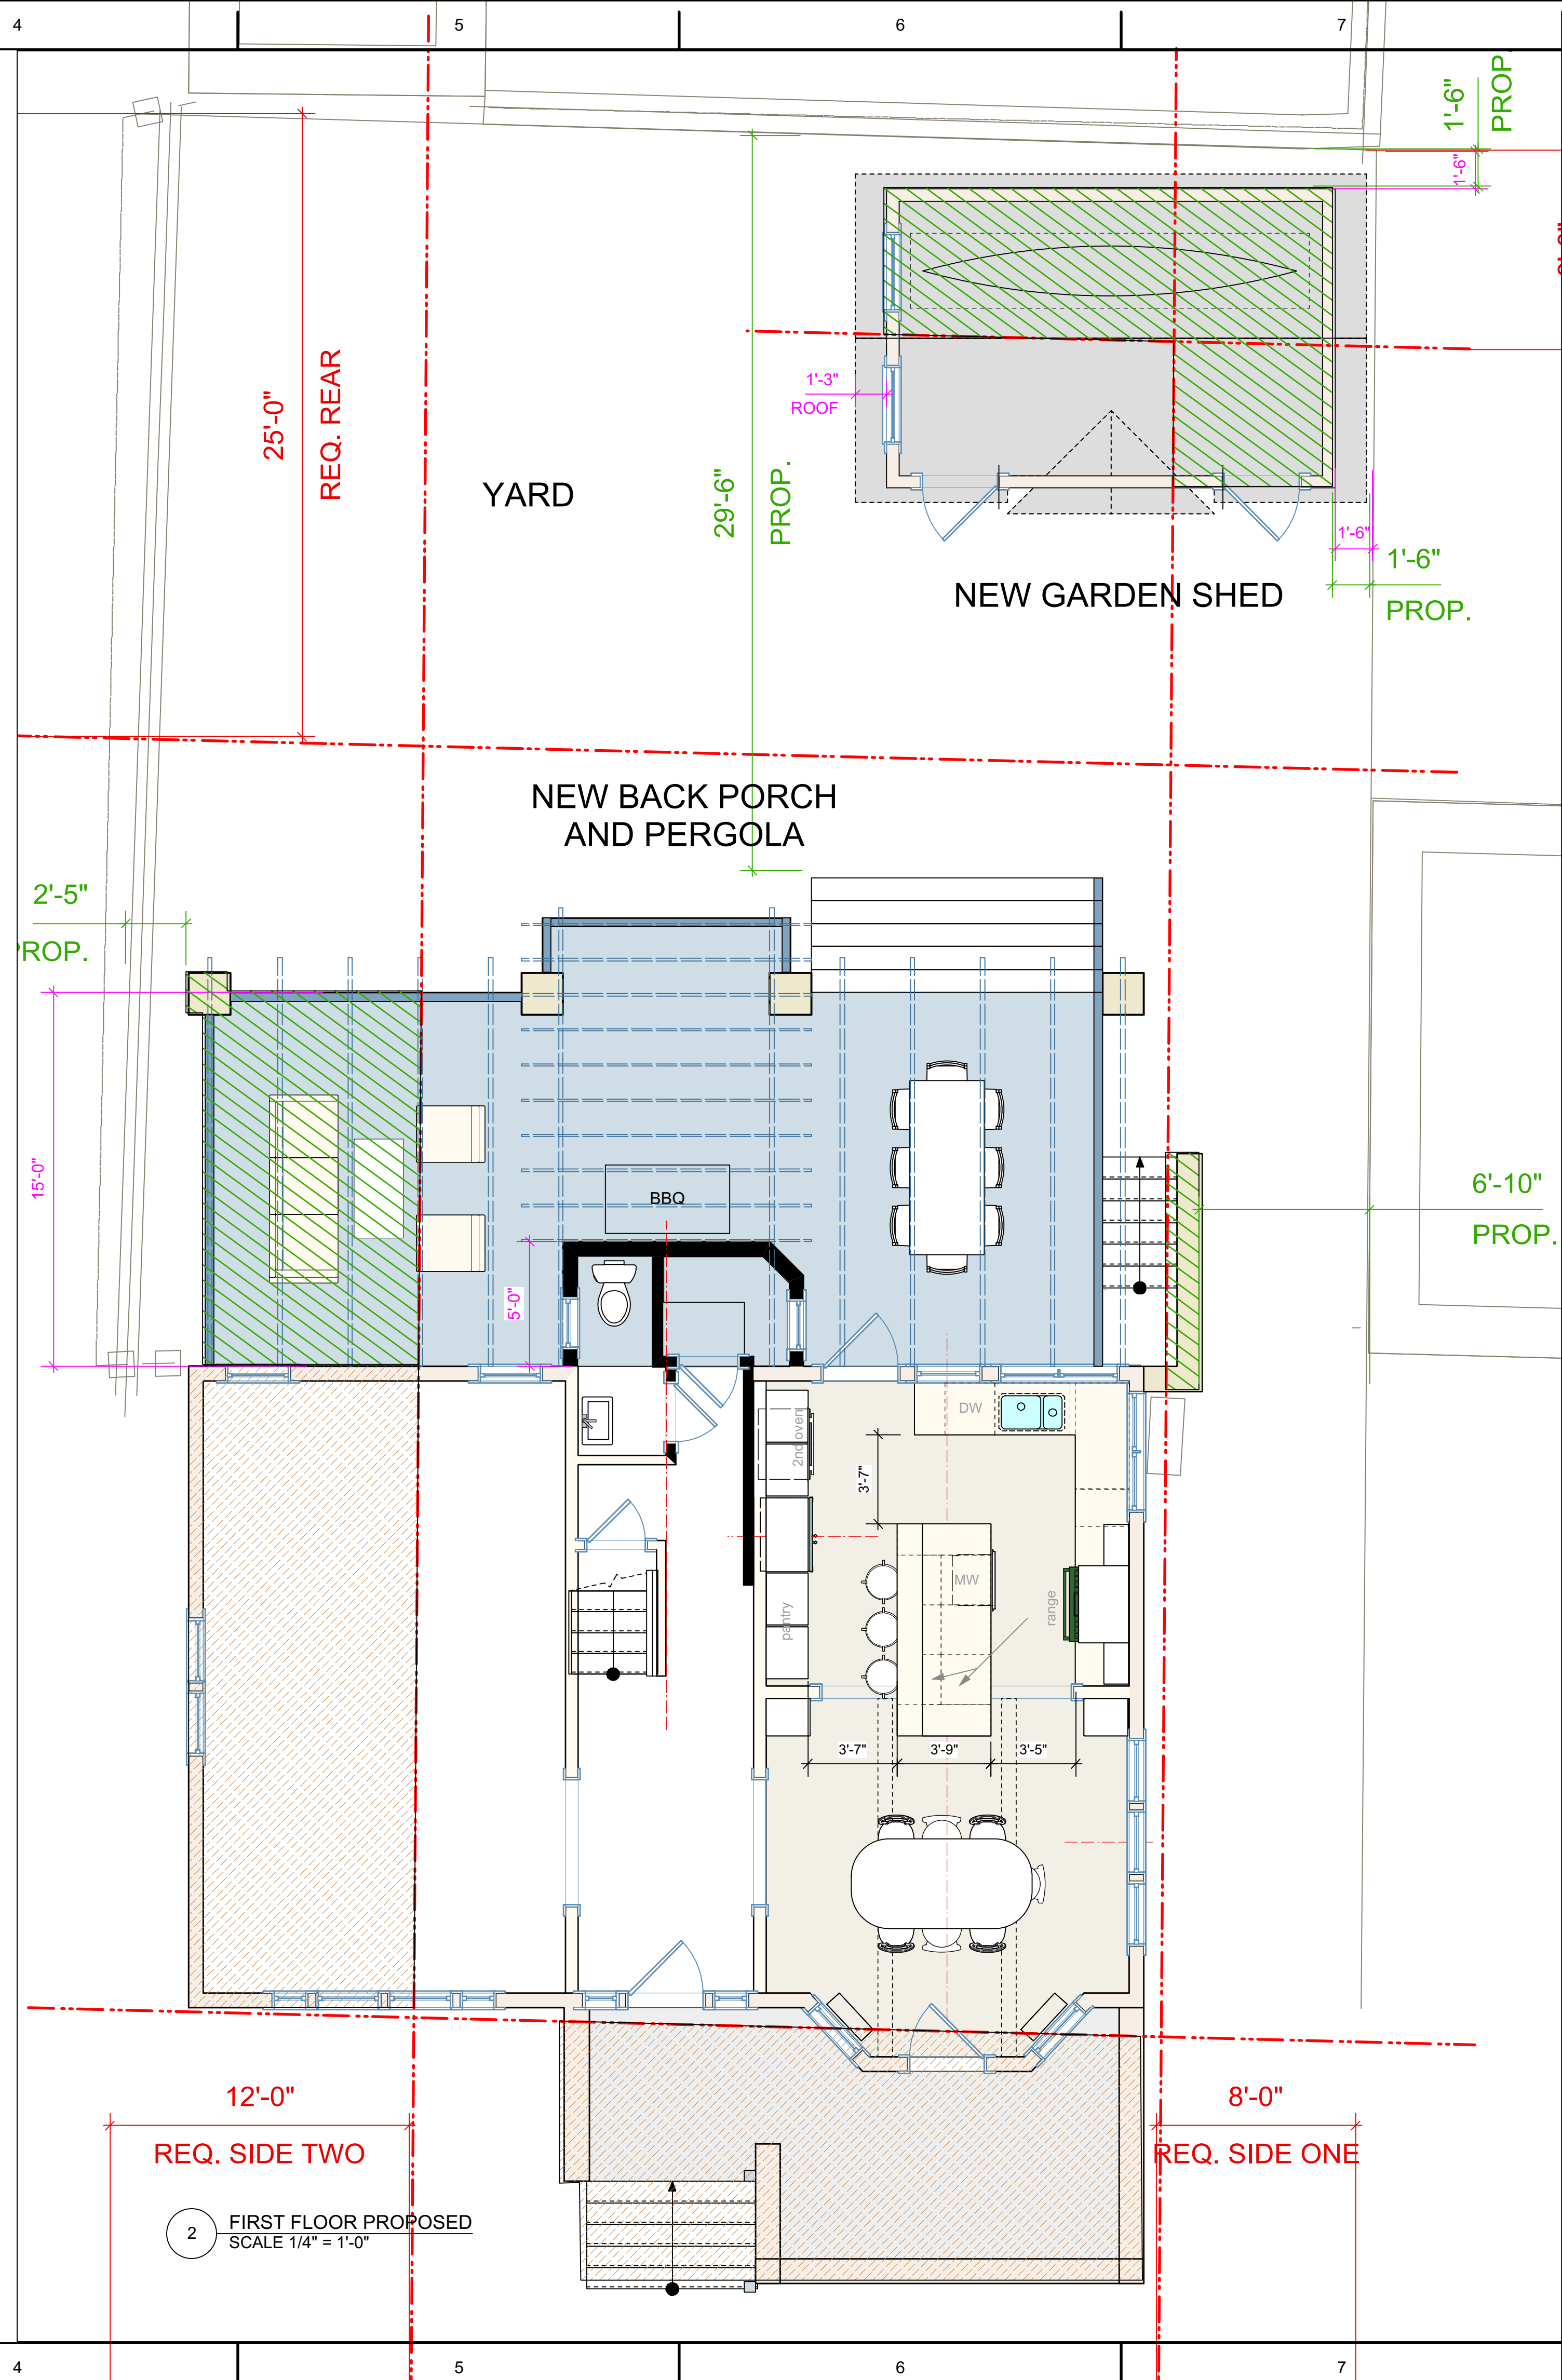 4
5
6
7
1'-6"
PROP
1'-6"
25'-0"
REQ. REAR
1'-3"
ROOF
YARD
29'-6"
PROP.
1'-6"
1'-6"
PROP.
NEW GARDEN SHED
NEW BACK PORCH
AND PERGOLA
2'-5"
PROP.
15'-0"
BBQ
6'-10"
PROP.
5'-0"
2nd oven
DW
3'-7"
MW
pantry
range
3'-7"
3'-9"
3'-5"
12'-0"
REQ. SIDE TWO
8'-0"
REQ. SIDE ONE
2
FIRST FLOOR PROPOSED
SCALE 1/4" = 1'-0"
4
5
6
7